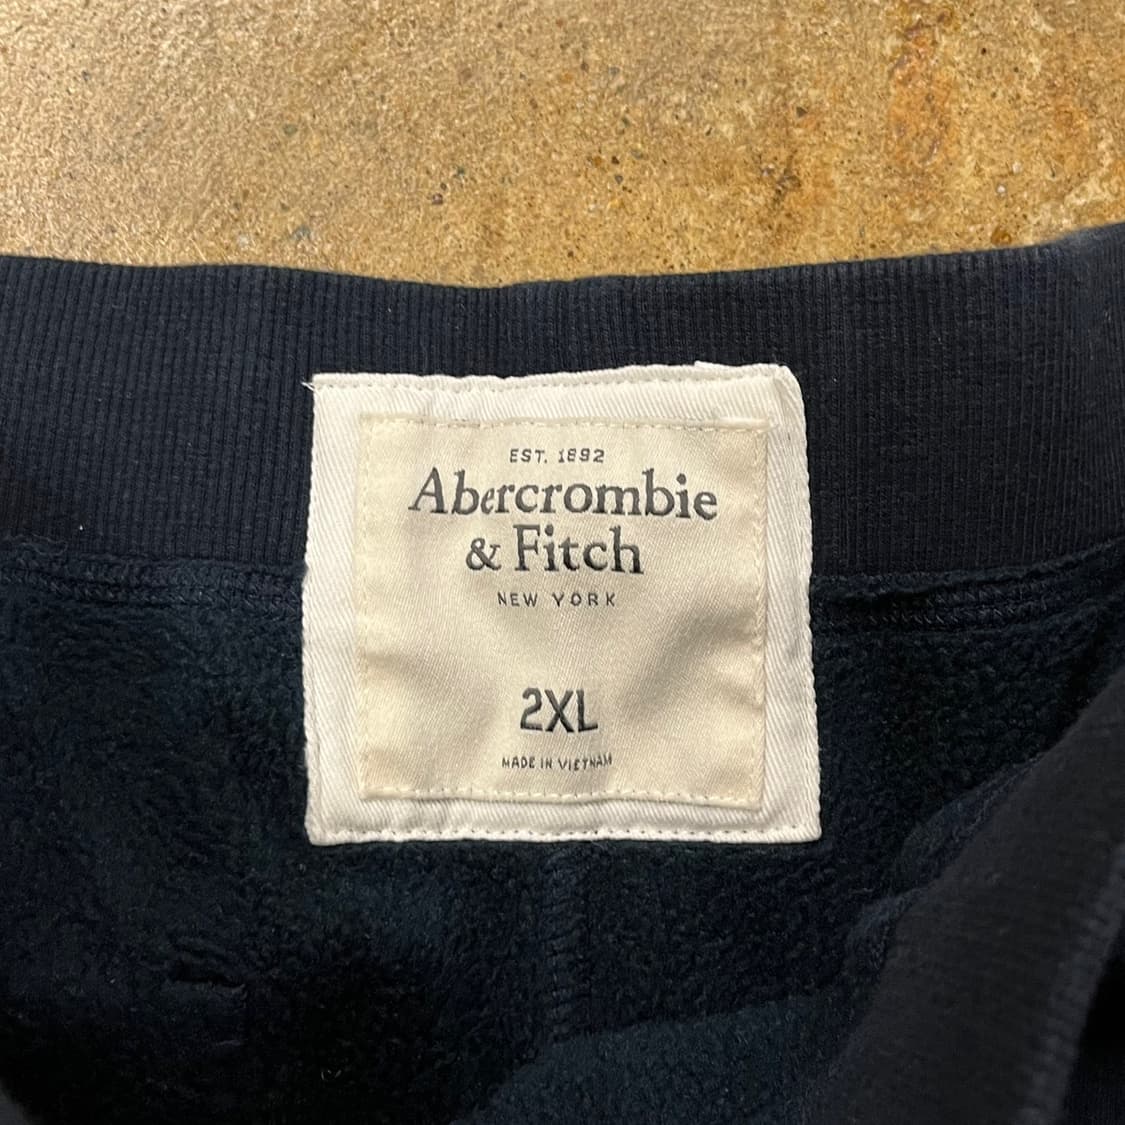 EST. 1892
Abercrombie
& Fitch
NEW YORK
2XL
MADE IN VIETNAM